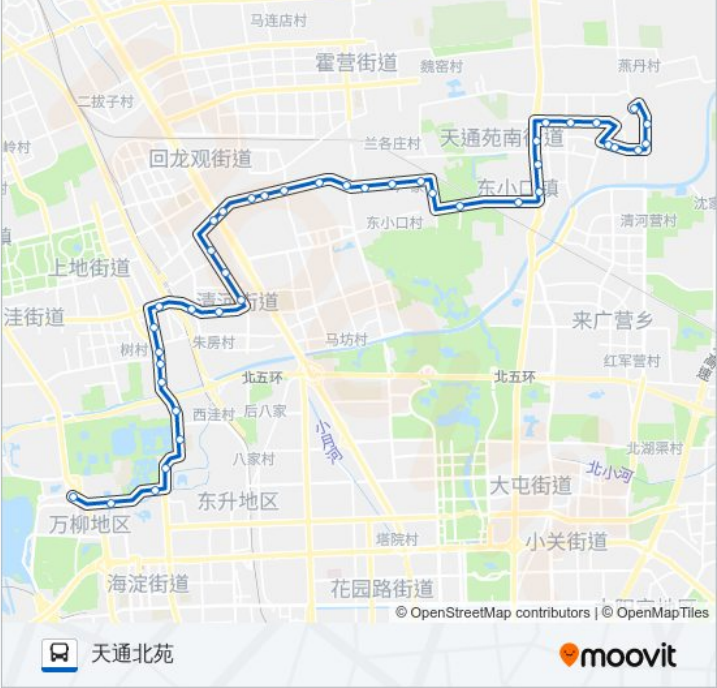 马连店村
霍营街道
魏窑村
燕丹村
二拨子村
岭村
回龙观街道
兰各庄村
天通苑南街道
东小口镇
东小口村
沈家
清河营村
镇
上地街道
清河街道
洼街道
树村
朱房村
马坊村
来广营乡
红军营村
高速
北五环
北五环
西洼村
后八家
小月河
八家村
北湖渠村
北小河
东升地区
大屯街道
万柳地区
塔院村
小关街道
海淀街道
花园路街道
© OpenStreetMap contributors | © OpenMapTiles
天通北苑
moovit